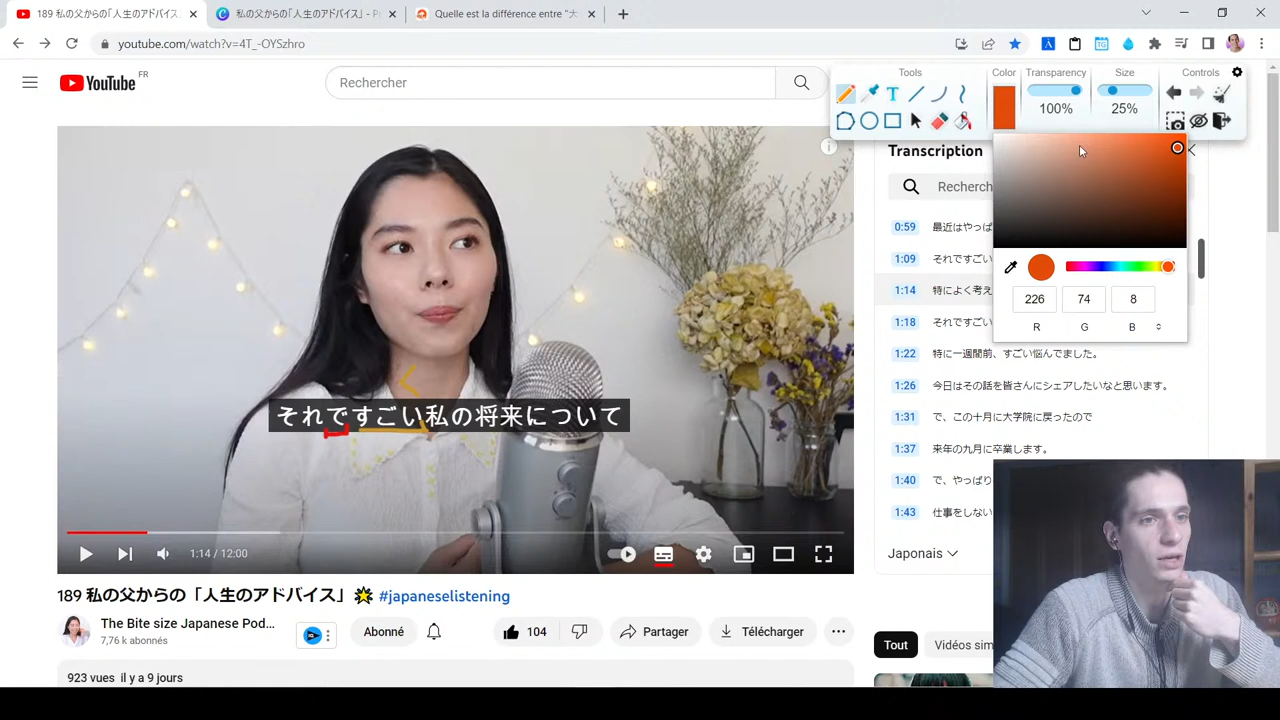 189 私の父からの「人生のアドバイス」
私の父からの「人生のアドバイス」 - P
Quelle est la différence entre "大
youtube.com/watch?v=4T_-OYSzhro
TG
YouTube FR
Rechercher
Tools
Color
Transparency
Size
Controls
T
100%
25%
Transcription
Recherch
0:59 最近はやっぱ
1:09 それですごい
1:14 特によく考え
1:18 それですごい
1:22 特に一週間前、すごい悩んでました。
1:26 今日はその話を皆さんにシェアしたいなと思います。
1:31 で、この十月に大学院に戻ったので
1:37 来年の九月に卒業します。
1:40 で、やっぱり
1:43 仕事をしない
Japonais
226
74
8
R
G
B
それですごい私の将来について
1:14 / 12:00
189 私の父からの「人生のアドバイス」🌟 #japaneselistening
The Bite size Japanese Pod...
7,76 k abonnés
Abonné
104
Partager
Télécharger
923 vues il y a 9 jours
Tout
Vidéos sim